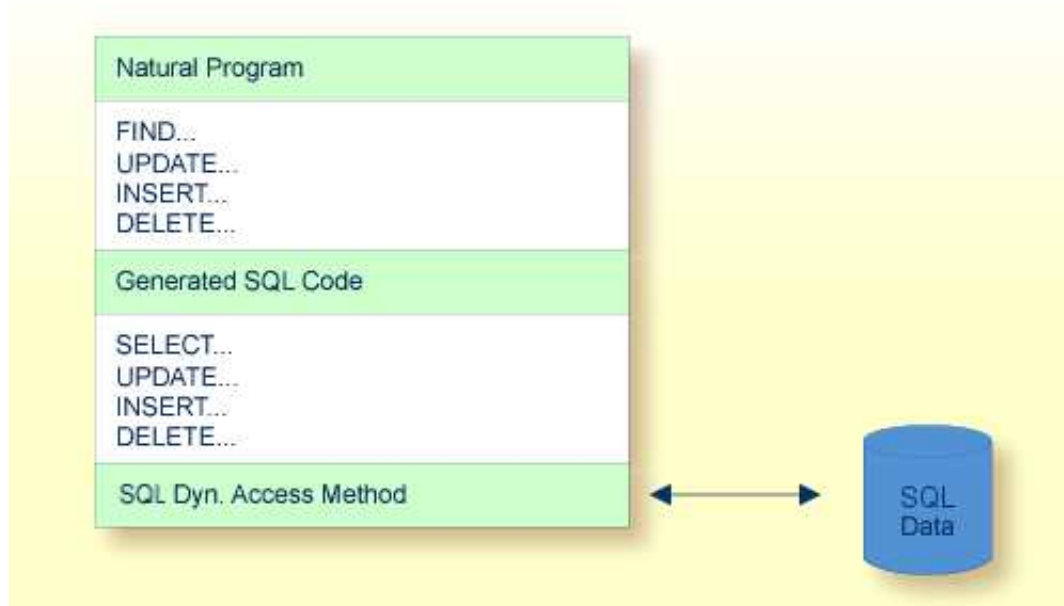 Natural Program
FIND...
UPDATE...
INSERT...
DELETE...
Generated SQL Code
SELECT...
UPDATE...
INSERT...
DELETE...
SQL Dyn. Access Method
SQL
Data